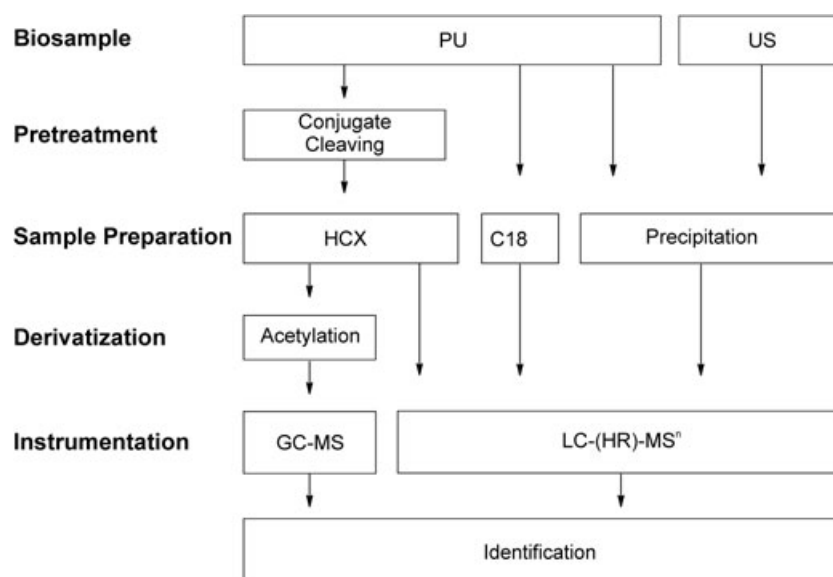 Biosample PU US
Pretreatment Conjugate
Cleaving
Sample Preparation HCX C18 Precipitation
Derivatization Acetylation
Instrumentation GC-MS LC-(HR)-MSⁿ
Identification